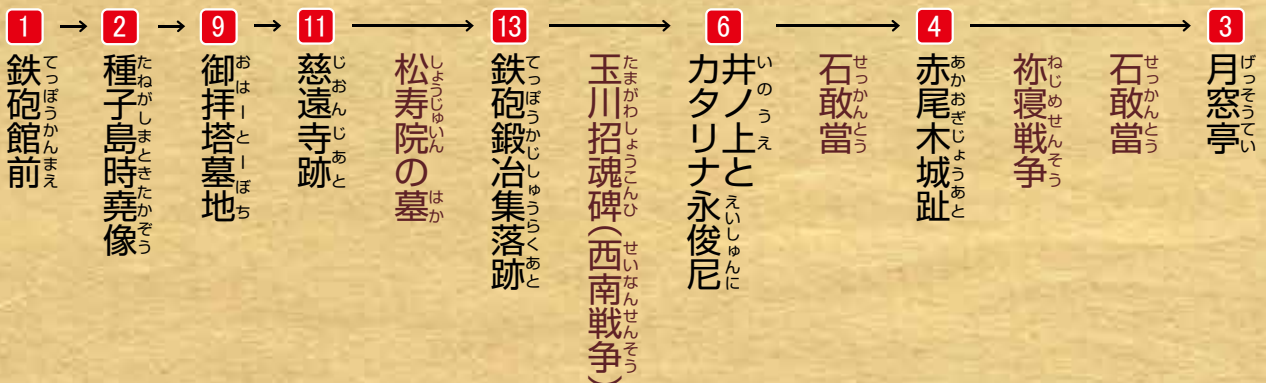 1 → 2 → 9 → 11 → 13 → 6 → 4 → 3
鉄砲館前
てっぽうかんまえ
種子島時堯像
たねがしまときたかぞう
御拝塔墓地
おはーとーぼち
慈遠寺跡
じおんじあと
松寿院の墓
しょうじゅいん はか
鉄砲鍛冶集落跡
てっぽうかじしゅうらくあと
玉川招魂碑(西南戦争)
たまがわしょうこんひ せいなんせんそう
井ノ上と
いのうえ
カタリナ永俊尼
えいしゅんに
石敢當
せっかんとう
赤尾木城趾
あかおぎじょうあと
祢寝戦争
ねじめせんそう
石敢當
せっかんとう
月窓亭
げっそうてい